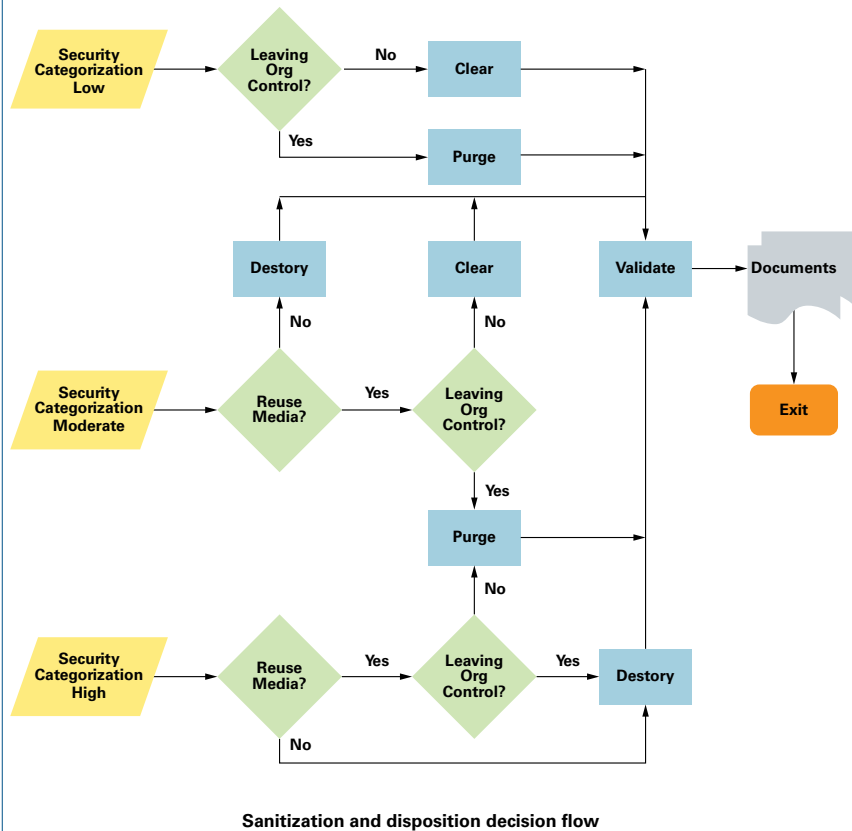 Security
Categorization
Low
Leaving
Org
Control?
No
Clear
Yes
Purge
Destory
Clear
Validate
Documents
No
No
Security
Categorization
Moderate
Reuse
Media?
Yes
Leaving
Org
Control?
Exit
Yes
Purge
No
Security
Categorization
High
Reuse
Media?
Yes
Leaving
Org
Control?
Yes
Destory
No
Sanitization and disposition decision flow